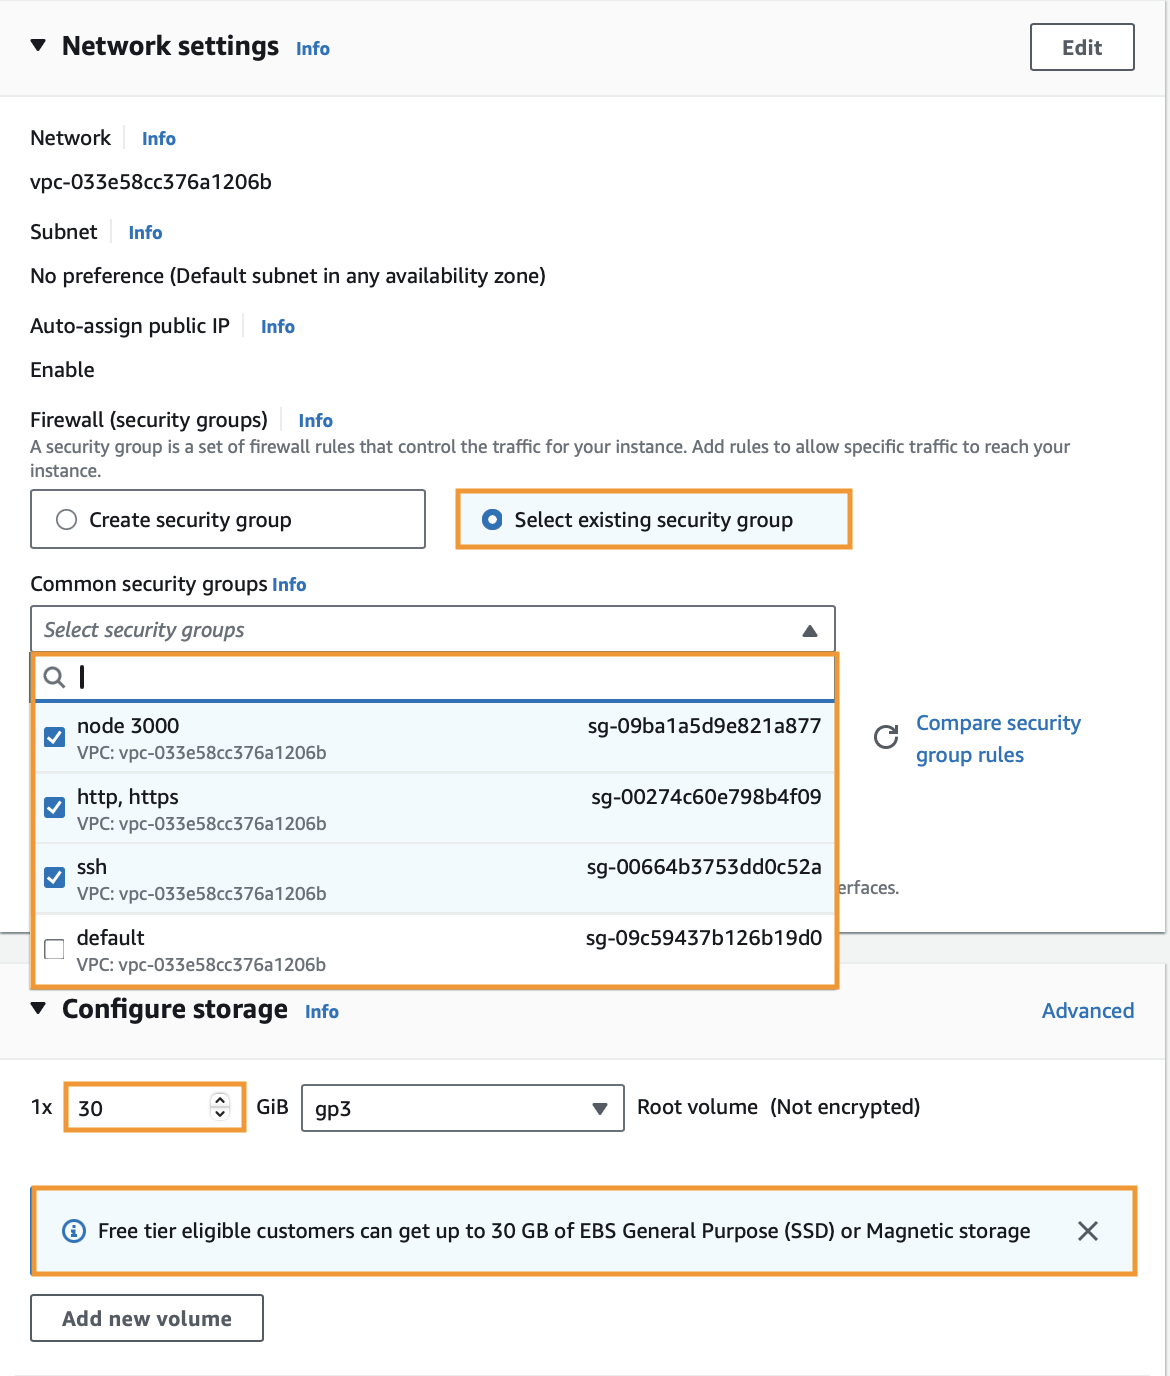 Network settings Info
Edit
Network Info
vpc-033e58cc376a1206b
Subnet Info
No preference (Default subnet in any availability zone)
Auto-assign public IP Info
Enable
Firewall (security groups) Info
A security group is a set of firewall rules that control the traffic for your instance. Add rules to allow specific traffic to reach your
instance.
Create security group
Select existing security group
Common security groups Info
Select security groups
node 3000 sg-09ba1a5d9e821a877
VPC: vpc-033e58cc376a1206b
Compare security
group rules
http, https sg-00274c60e798b4f09
VPC: vpc-033e58cc376a1206b
ssh sg-00664b3753dd0c52a
VPC: vpc-033e58cc376a1206b
erfaces.
default sg-09c59437b126b19d0
VPC: vpc-033e58cc376a1206b
Configure storage Info
Advanced
1x 30 GiB gp3 Root volume (Not encrypted)
Free tier eligible customers can get up to 30 GB of EBS General Purpose (SSD) or Magnetic storage
Add new volume